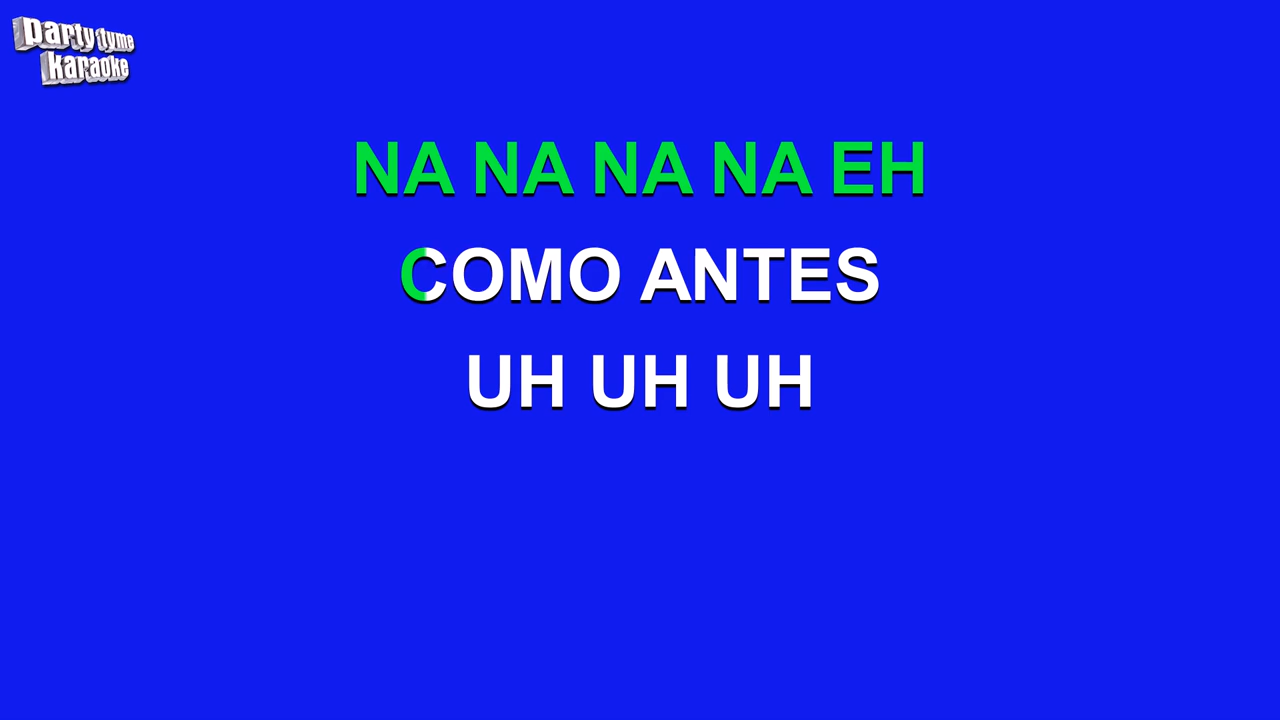 party tyme
karaoke
NA NA NA NA EH
COMO ANTES
UH UH UH